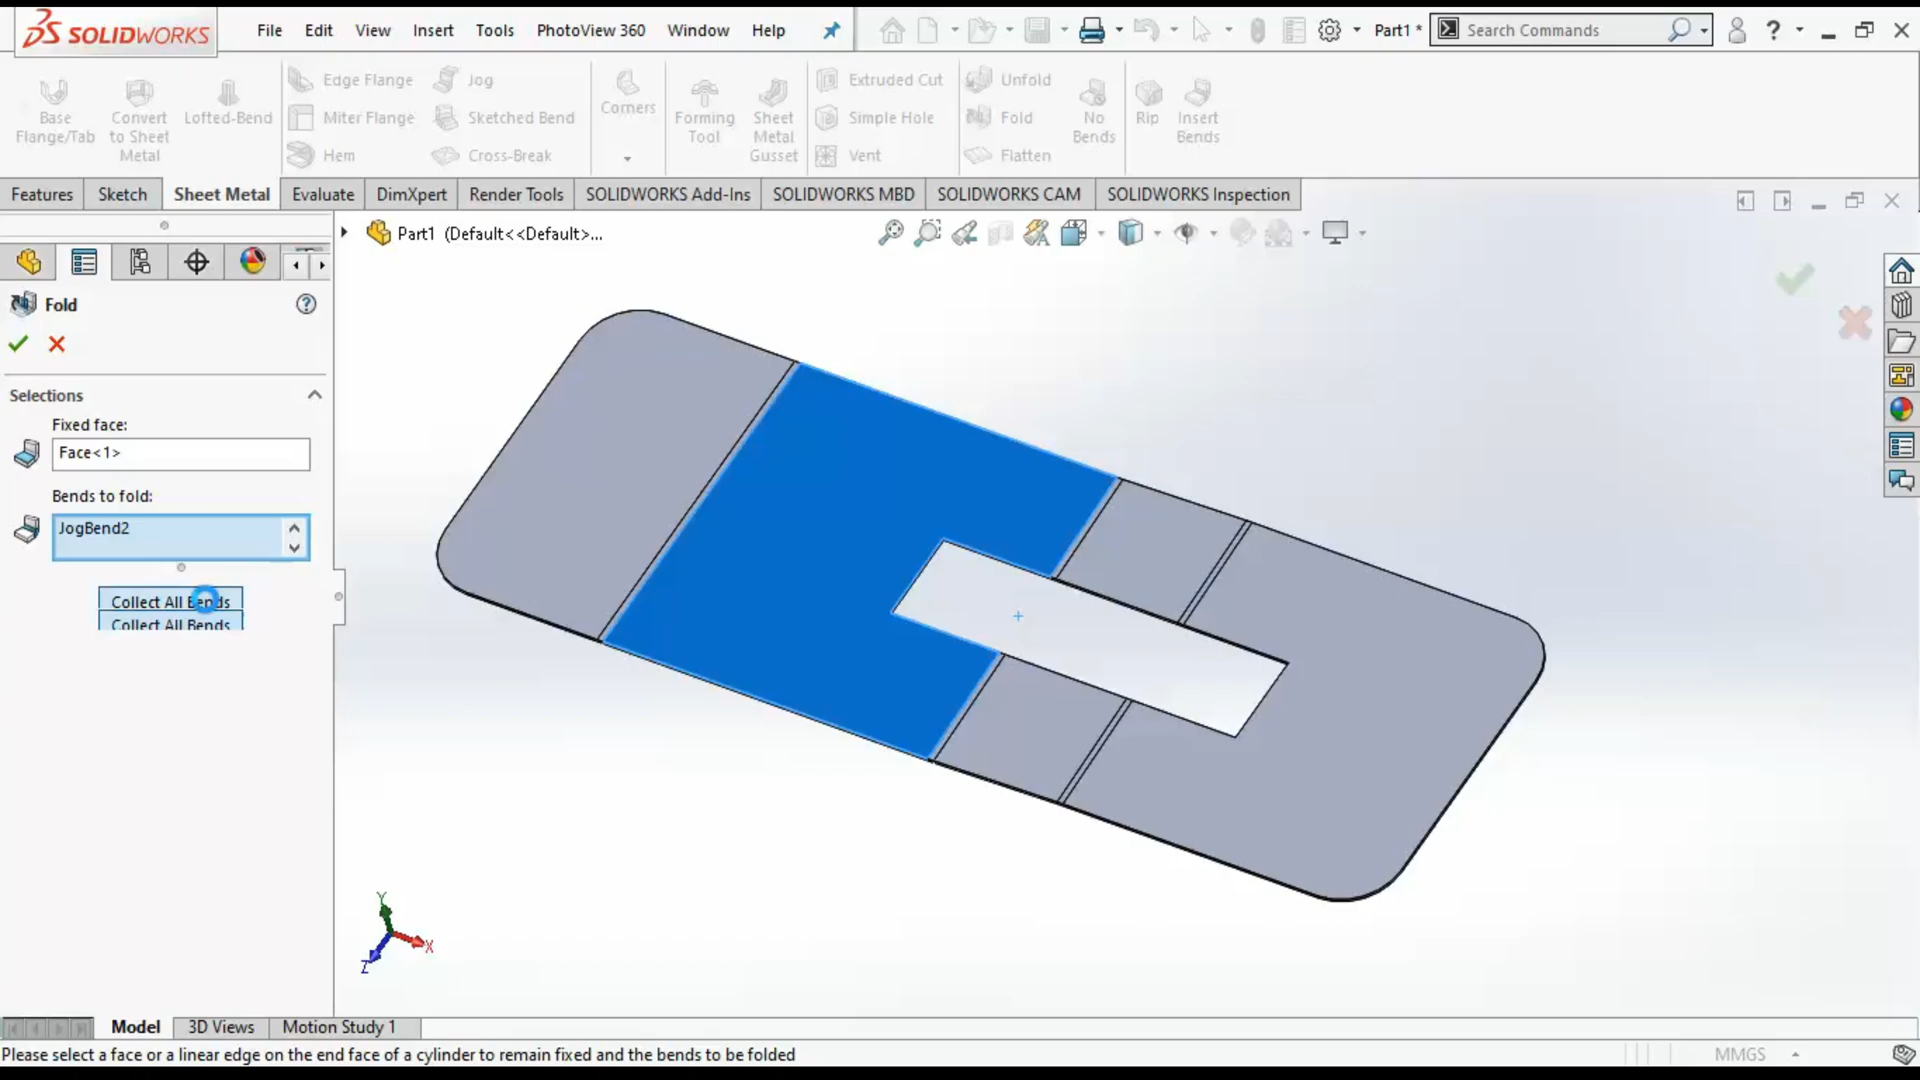 SOLIDWORKS File Edit View Insert Tools PhotoView 360 Window Help Part1 * Search Commands ?
Base Flange/Tab
Convert to Sheet Metal
Lofted-Bend
Edge Flange
Miter Flange
Hem
Jog
Sketched Bend
Cross-Break
Corners
Forming Tool
Sheet Metal Gusset
Extruded Cut
Simple Hole
Vent
Unfold
Fold
Flatten
No Bends
Rip
Insert Bends
Features Sketch Sheet Metal Evaluate DimXpert Render Tools SOLIDWORKS Add-Ins SOLIDWORKS MBD SOLIDWORKS CAM SOLIDWORKS Inspection
Part1 (Default<<Default>...
Fold ?
Selections
Fixed face:
Face<1>
Bends to fold:
JogBend2
Collect All Bends
Collect All Bends
Y
X
Z
Model 3D Views Motion Study 1
Please select a face or a linear edge on the end face of a cylinder to remain fixed and the bends to be folded MMGS